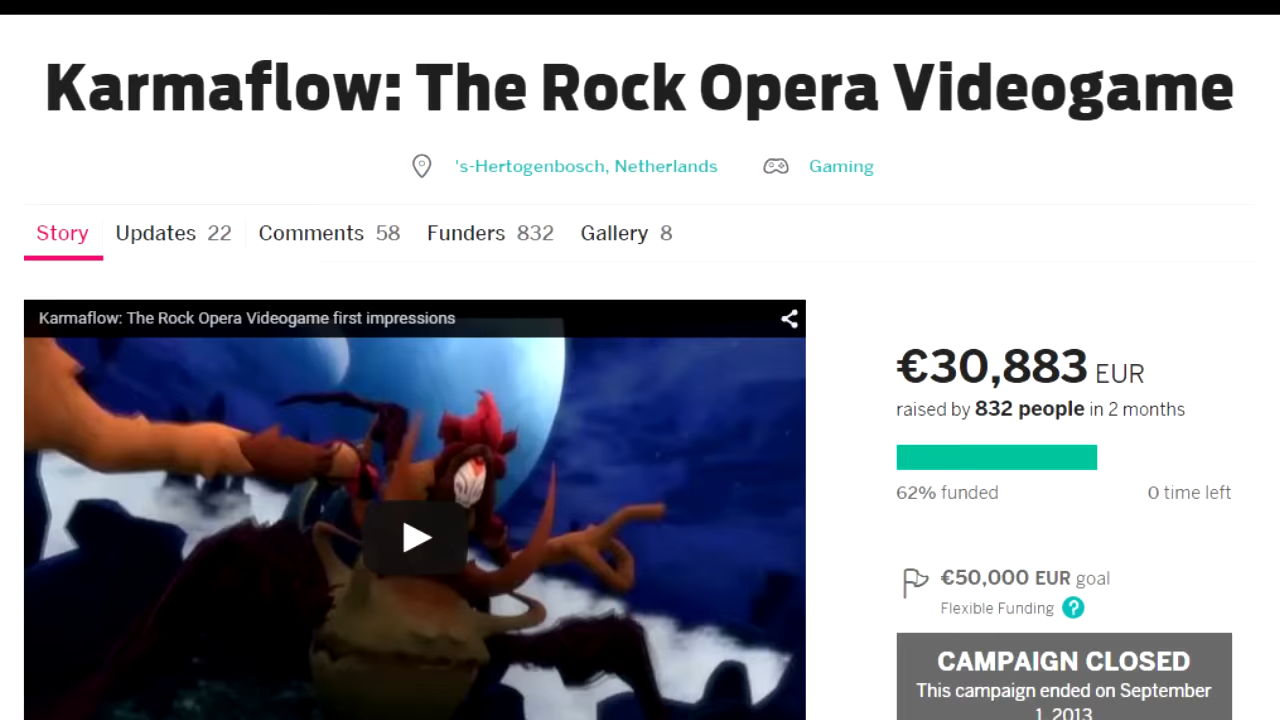 Karmaflow: The Rock Opera Videogame
's-Hertogenbosch, Netherlands Gaming
Story Updates 22 Comments 58 Funders 832 Gallery 8
Karmaflow: The Rock Opera Videogame first impressions
€30,883 EUR
raised by 832 people in 2 months
62% funded 0 time left
€50,000 EUR goal
Flexible Funding ?
CAMPAIGN CLOSED
This campaign ended on September
1, 2013